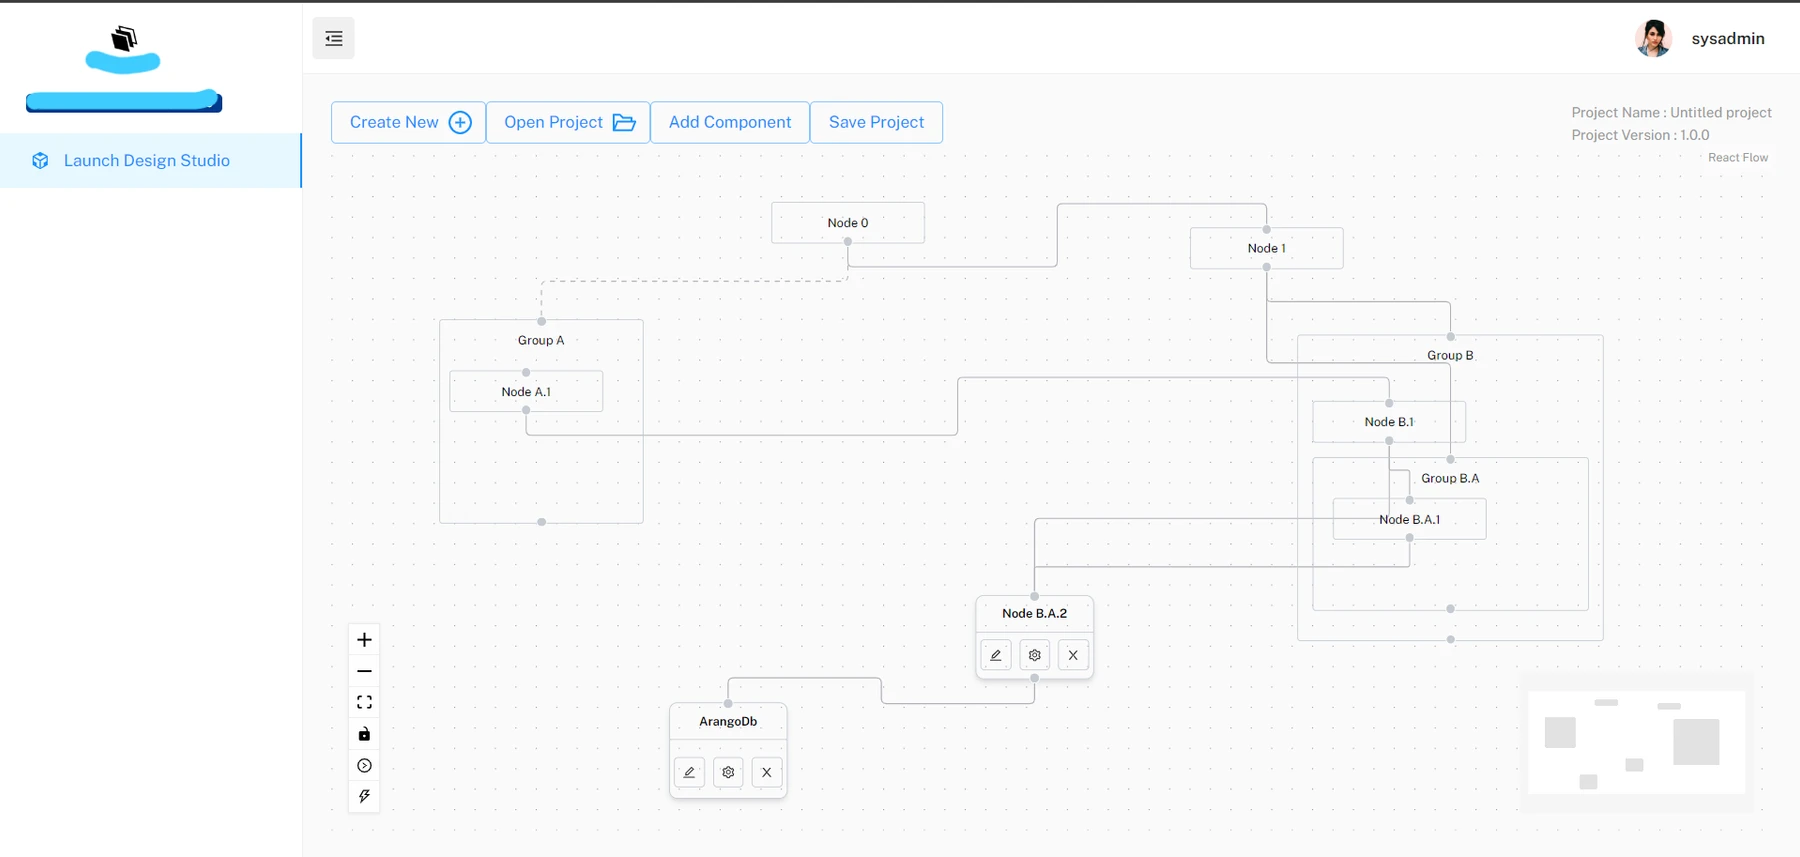 sysadmin
Launch Design Studio
Create New
Open Project
Add Component
Save Project
Project Name : Untitled project
Project Version : 1.0.0
React Flow
Node 0
Node 1
Group A
Node A.1
Group B
Node B.1
Group B.A
Node B.A.1
Node B.A.2
X
ArangoDb
X